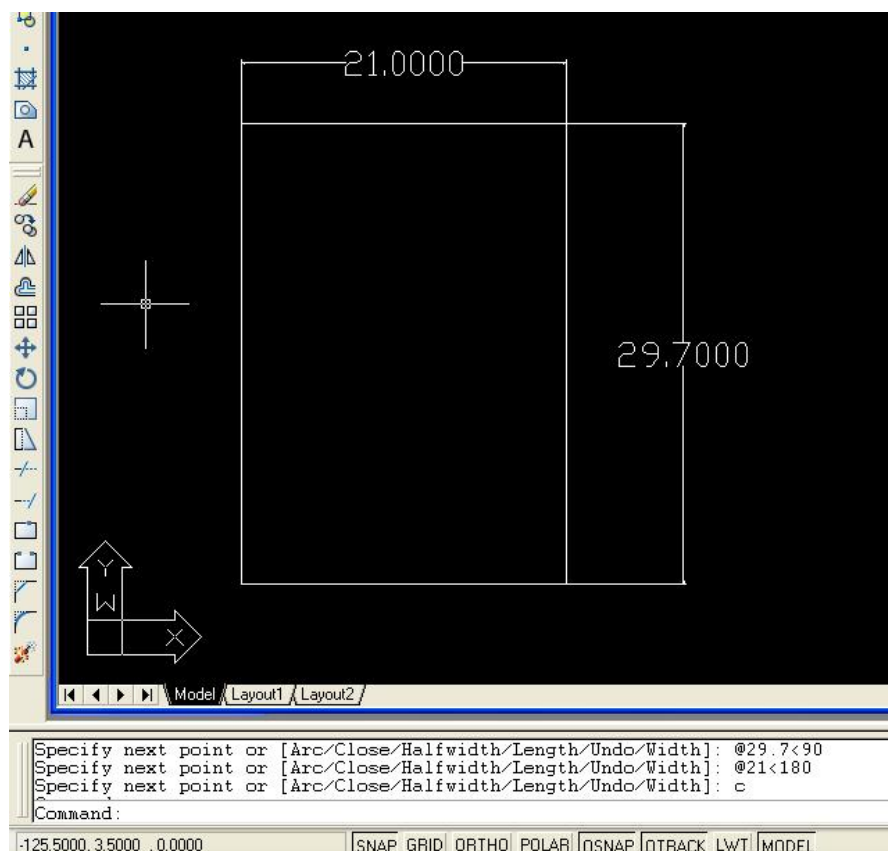 A
21.0000
29.7000
Y
W
X
Model Layout1 Layout2
Specify next point or [Arc/Close/Halfwidth/Length/Undo/Width]: @29.7<90
Specify next point or [Arc/Close/Halfwidth/Length/Undo/Width]: @21<180
Specify next point or [Arc/Close/Halfwidth/Length/Undo/Width]: c
Command:
-125.5000, 3.5000 , 0.0000 SNAP GRID ORTHO POLAR OSNAP OTRACK LWT MODEL